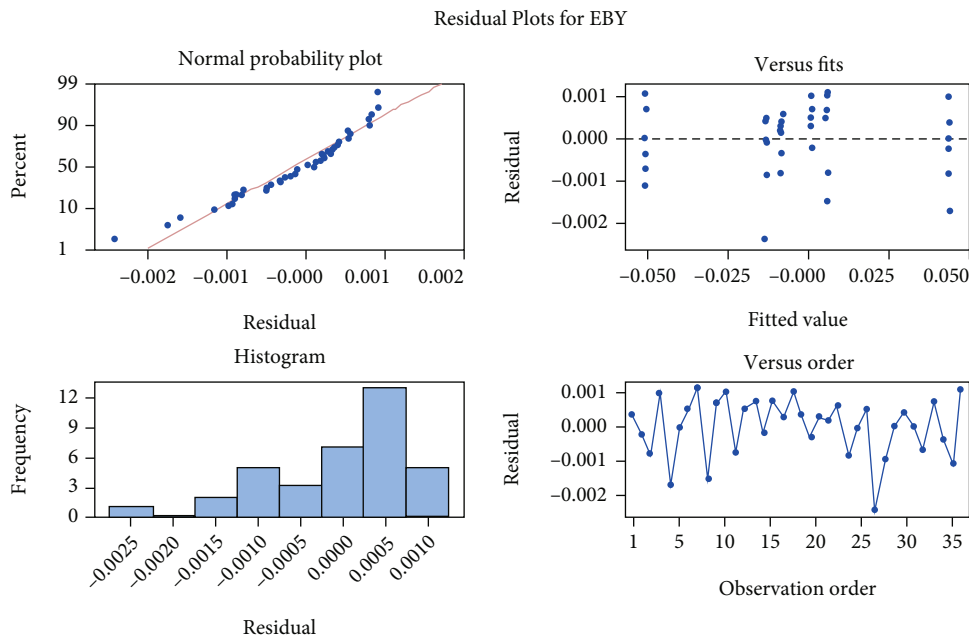 Residual Plots for EBY
Normal probability plot
99
90
50
10
1
Percent
−0.002 −0.001 −0.000 0.001 0.002
Residual
Versus fits
0.001
0.000
−0.001
−0.002
Residual
−0.050 −0.025 −0.000 0.025 0.050
Fitted value
Histogram
12
9
6
3
0
Frequency
−0.0025 −0.0020 −0.0015 −0.0010 −0.0005 0.0000 0.0005 0.0010
Residual
Versus order
0.001
0.000
−0.001
−0.002
Residual
1 5 10 15 20 25 30 35
Observation order